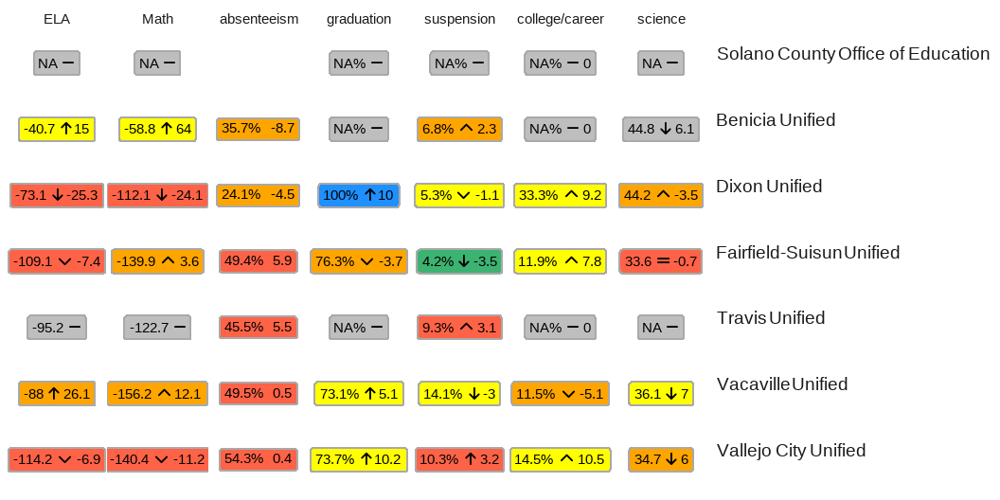 ELA Math absenteeism graduation suspension college/career science
NA – NA – NA% – NA% – NA% – 0 NA – Solano County Office of Education
-40.7 ↑ 15 -58.8 ↑ 64 35.7% -8.7 NA% – 6.8% ^ 2.3 NA% – 0 44.8 ↓ 6.1 Benicia Unified
-73.1 ↓ -25.3 -112.1 ↓ -24.1 24.1% -4.5 100% ↑ 10 5.3% ⌄ -1.1 33.3% ^ 9.2 44.2 ^ -3.5 Dixon Unified
-109.1 ⌄ -7.4 -139.9 ^ 3.6 49.4% 5.9 76.3% ⌄ -3.7 4.2% ↓ -3.5 11.9% ^ 7.8 33.6 = -0.7 Fairfield-Suisun Unified
-95.2 – -122.7 – 45.5% 5.5 NA% – 9.3% ^ 3.1 NA% – 0 NA – Travis Unified
-88 ↑ 26.1 -156.2 ^ 12.1 49.5% 0.5 73.1% ↑ 5.1 14.1% ↓ -3 11.5% ⌄ -5.1 36.1 ↓ 7 Vacaville Unified
-114.2 ⌄ -6.9 -140.4 ⌄ -11.2 54.3% 0.4 73.7% ↑ 10.2 10.3% ↑ 3.2 14.5% ^ 10.5 34.7 ↓ 6 Vallejo City Unified